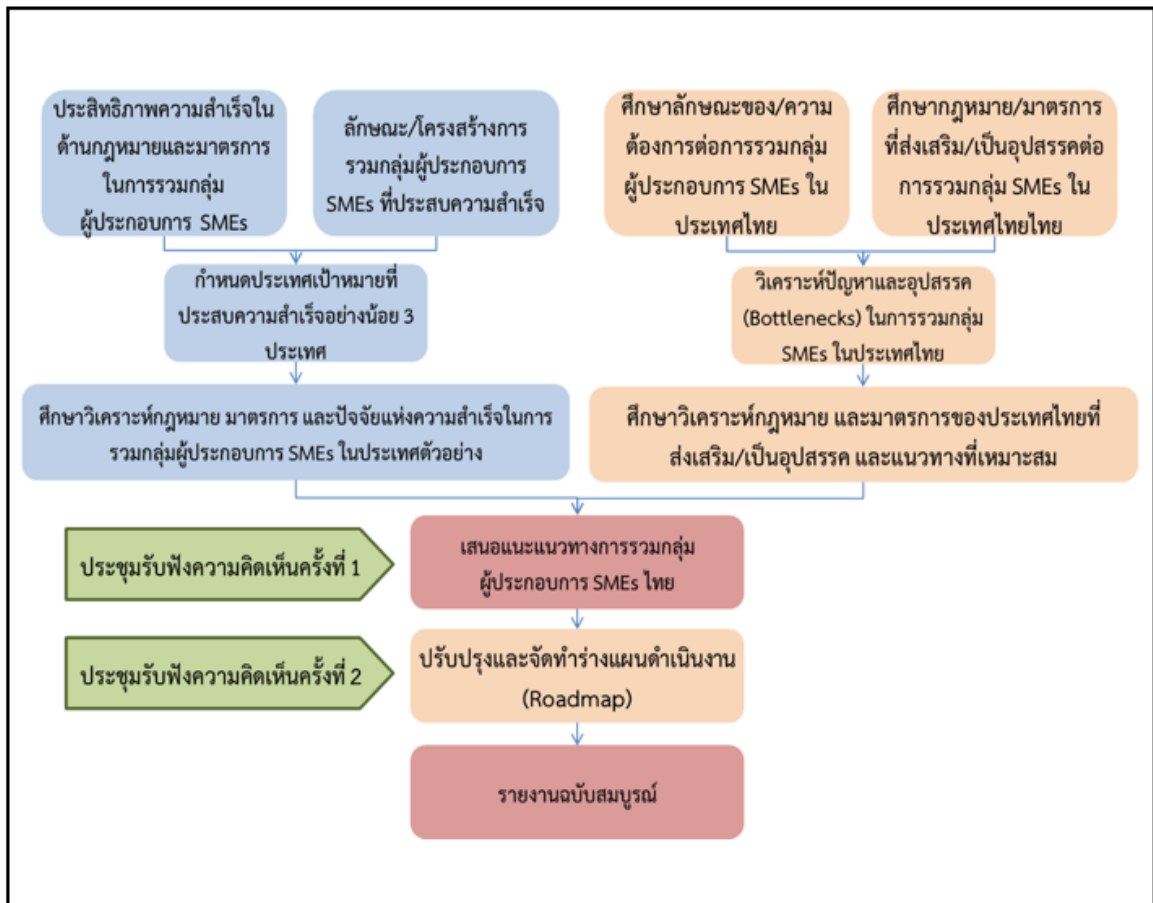 ประสิทธิภาพความสำเร็จใน
ด้านกฎหมายและมาตรการ
ในการรวมกลุ่ม
ผู้ประกอบการ SMEs
ลักษณะ/โครงสร้างการ
รวมกลุ่มผู้ประกอบการ
SMEs ที่ประสบความสำเร็จ
ศึกษาลักษณะของ/ความ
ต้องการต่อการรวมกลุ่ม
ผู้ประกอบการ SMEs ใน
ประเทศไทย
ศึกษากฎหมาย/มาตรการ
ที่ส่งเสริม/เป็นอุปสรรคต่อ
การรวมกลุ่ม SMEs ใน
ประเทศไทยไทย
กำหนดประเทศเป้าหมายที่
ประสบความสำเร็จอย่างน้อย 3
ประเทศ
วิเคราะห์ปัญหาและอุปสรรค
(Bottlenecks) ในการรวมกลุ่ม
SMEs ในประเทศไทย
ศึกษาวิเคราะห์กฎหมาย มาตรการ และปัจจัยแห่งความสำเร็จในการ
รวมกลุ่มผู้ประกอบการ SMEs ในประเทศตัวอย่าง
ศึกษาวิเคราะห์กฎหมาย และมาตรการของประเทศไทยที่
ส่งเสริม/เป็นอุปสรรค และแนวทางที่เหมาะสม
ประชุมรับฟังความคิดเห็นครั้งที่ 1
เสนอแนะแนวทางการรวมกลุ่ม
ผู้ประกอบการ SMEs ไทย
ประชุมรับฟังความคิดเห็นครั้งที่ 2
ปรับปรุงและจัดทำร่างแผนดำเนินงาน
(Roadmap)
รายงานฉบับสมบูรณ์